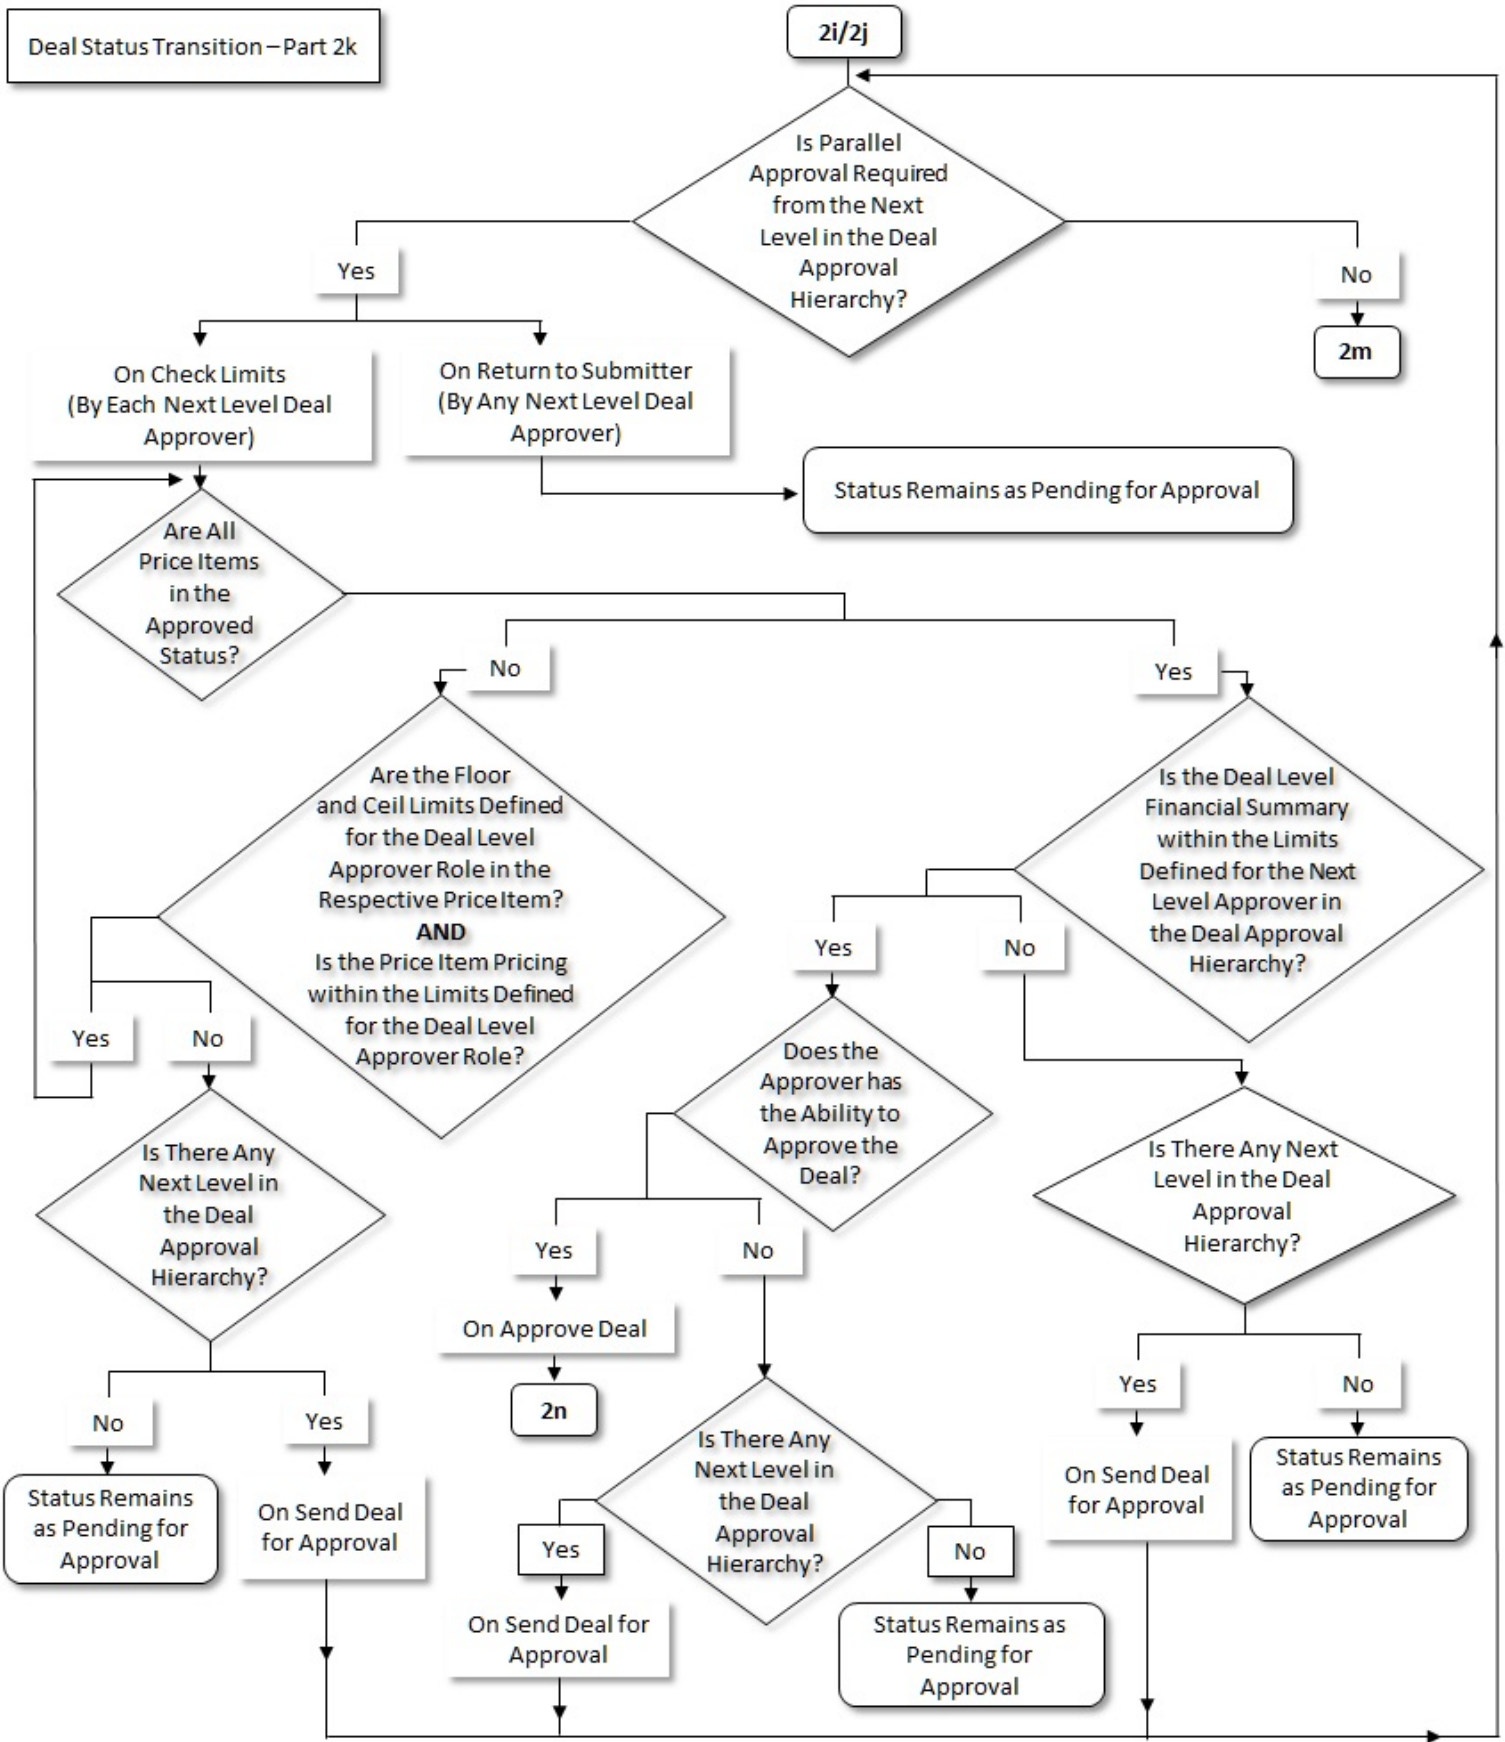 Deal Status Transition – Part 2k
2i/2j
Is Parallel
Approval Required
from the Next
Level in the Deal
Approval
Hierarchy?
Yes
No
2m
On Check Limits
(By Each Next Level Deal
Approver)
On Return to Submitter
(By Any Next Level Deal
Approver)
Status Remains as Pending for Approval
Are All
Price Items
in the
Approved
Status?
No
Yes
Are the Floor
and Ceil Limits Defined
for the Deal Level
Approver Role in the
Respective Price Item?
AND
Is the Price Item Pricing
within the Limits Defined
for the Deal Level
Approver Role?
Is the Deal Level
Financial Summary
within the Limits
Defined for the Next
Level Approver in
the Deal Approval
Hierarchy?
Yes
No
Yes
No
Does the
Approver has
the Ability to
Approve the
Deal?
Is There Any
Next Level in
the Deal
Approval
Hierarchy?
Is There Any Next
Level in the Deal
Approval
Hierarchy?
Yes
No
On Approve Deal
2n
No
Yes
Status Remains
as Pending for
Approval
On Send Deal
for Approval
Is There Any
Next Level in
the Deal
Approval
Hierarchy?
Yes
No
On Send Deal for
Approval
Status Remains as
Pending for
Approval
Yes
No
On Send Deal
for Approval
Status Remains
as Pending for
Approval